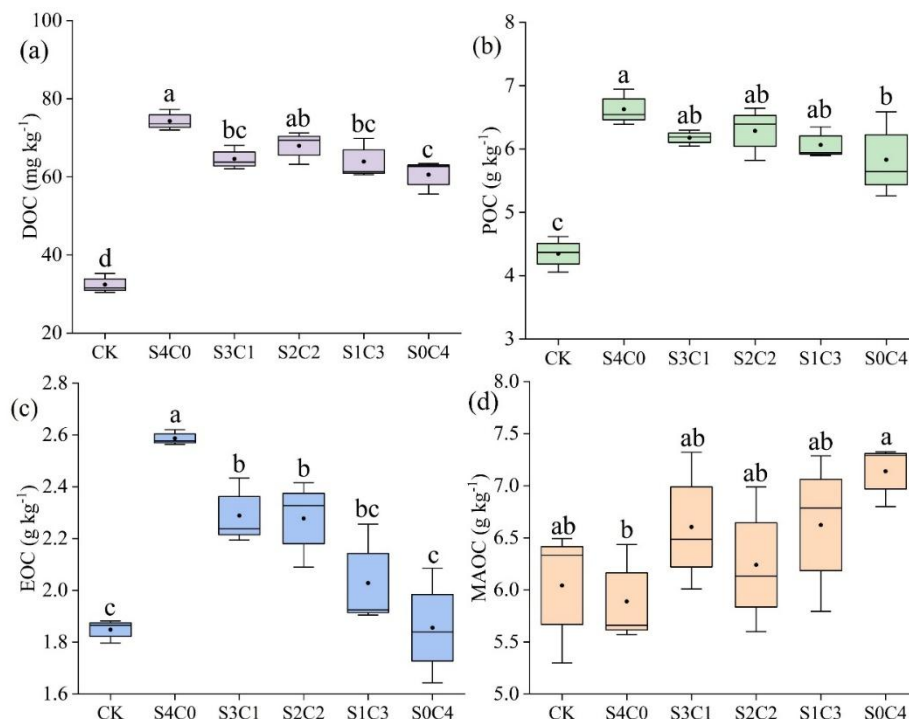 (a)
DOC (mg kg⁻¹)
100
80
60
40
20
d
a
bc
ab
bc
c
CK S4C0 S3C1 S2C2 S1C3 S0C4
(b)
POC (g kg⁻¹)
7
6
5
4
3
c
a
ab
ab
ab
b
CK S4C0 S3C1 S2C2 S1C3 S0C4
(c)
EOC (g kg⁻¹)
2.8
2.6
2.4
2.2
2.0
1.8
1.6
c
a
b
b
bc
c
CK S4C0 S3C1 S2C2 S1C3 S0C4
(d)
MAOC (g kg⁻¹)
8.0
7.5
7.0
6.5
6.0
5.5
5.0
ab
b
ab
ab
ab
a
CK S4C0 S3C1 S2C2 S1C3 S0C4